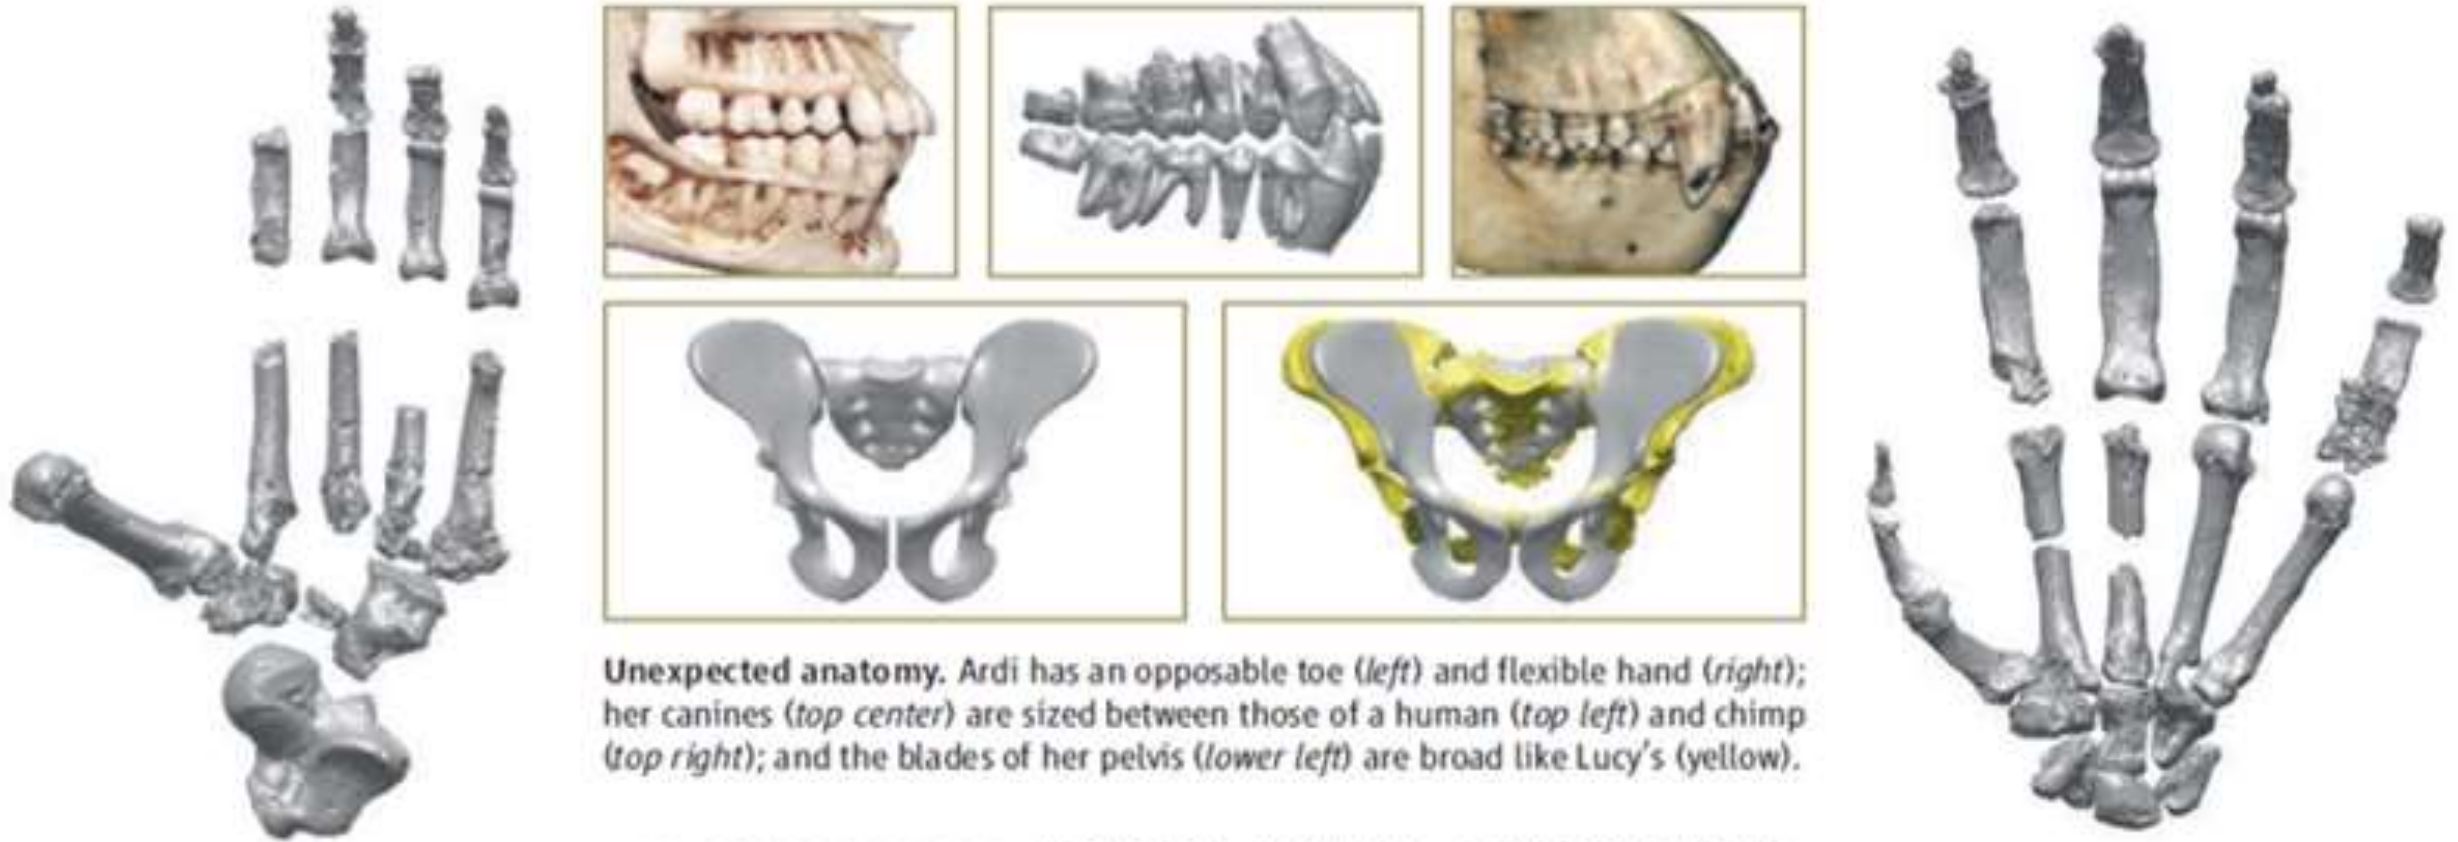 Unexpected anatomy. Ardi has an opposable toe (left) and flexible hand (right);
her canines (top center) are sized between those of a human (top left) and chimp
(top right); and the blades of her pelvis (lower left) are broad like Lucy's (yellow).